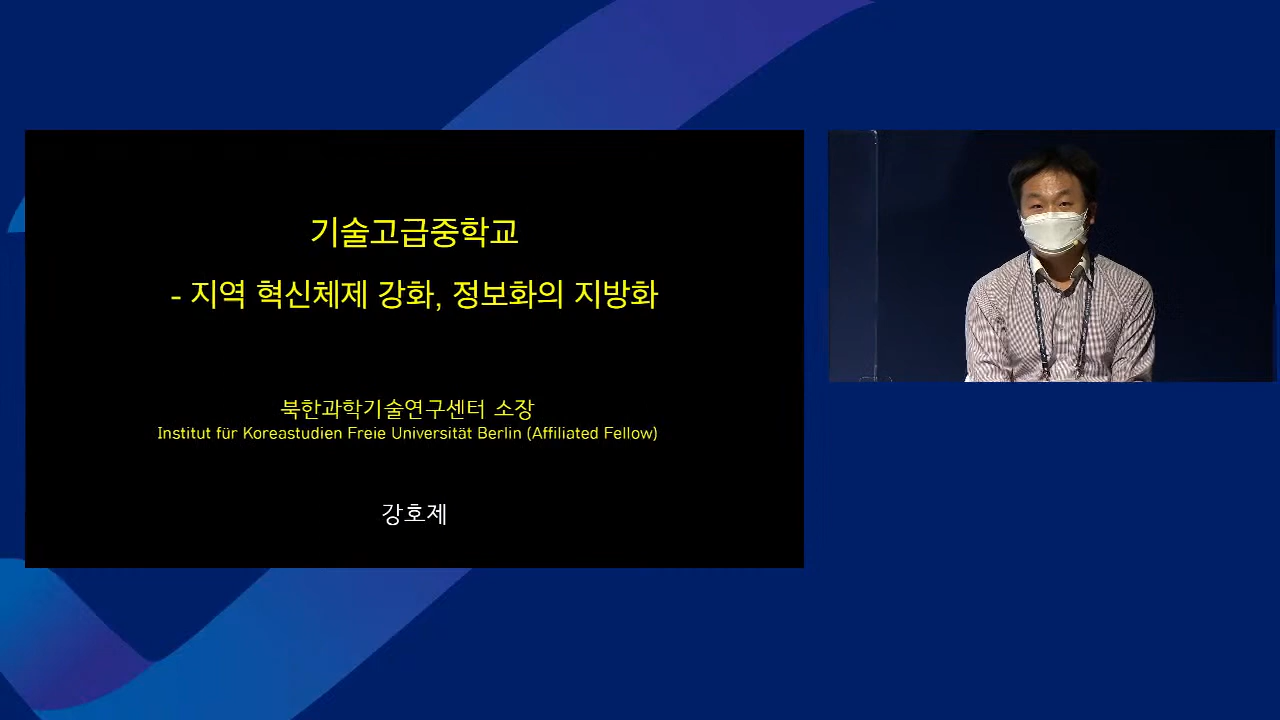 기술고급중학교
- 지역 혁신체제 강화, 정보화의 지방화
북한과학기술연구센터 소장
Institut für Koreastudien Freie Universität Berlin (Affiliated Fellow)
강호제